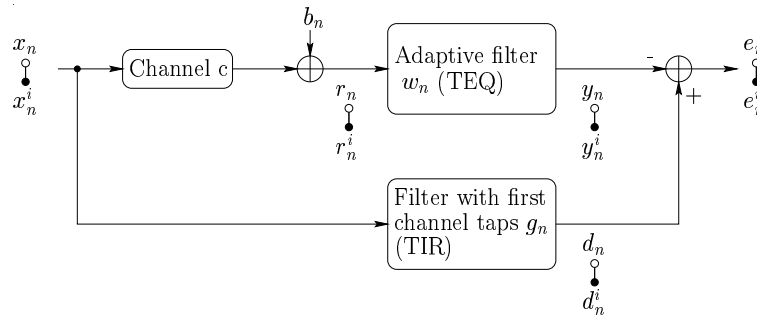 b_n
x_n
Channel c
Adaptive filter
w_n (TEQ)
-
e_n
x_n^i
r_n
r_n^i
y_n
y_n^i
+
e_n^i
Filter with first
channel taps g_n
(TIR)
d_n
d_n^i